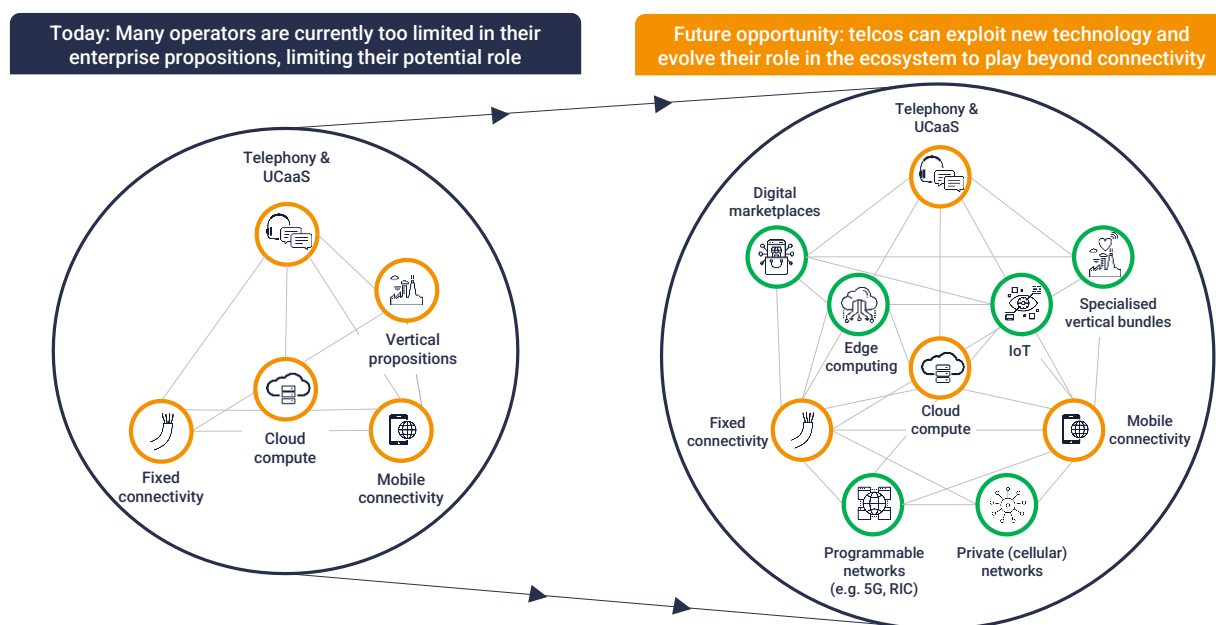 Today: Many operators are currently too limited in their
enterprise propositions, limiting their potential role
Future opportunity: telcos can exploit new technology and
evolve their role in the ecosystem to play beyond connectivity
Telephony &
UCaaS
Vertical
propositions
Cloud
compute
Fixed
connectivity
Mobile
connectivity
Telephony &
UCaaS
Digital
marketplaces
Specialised
vertical bundles
Edge
computing
IoT
Cloud
compute
Fixed
connectivity
Mobile
connectivity
Programmable
networks
(e.g. 5G, RIC)
Private (cellular)
networks